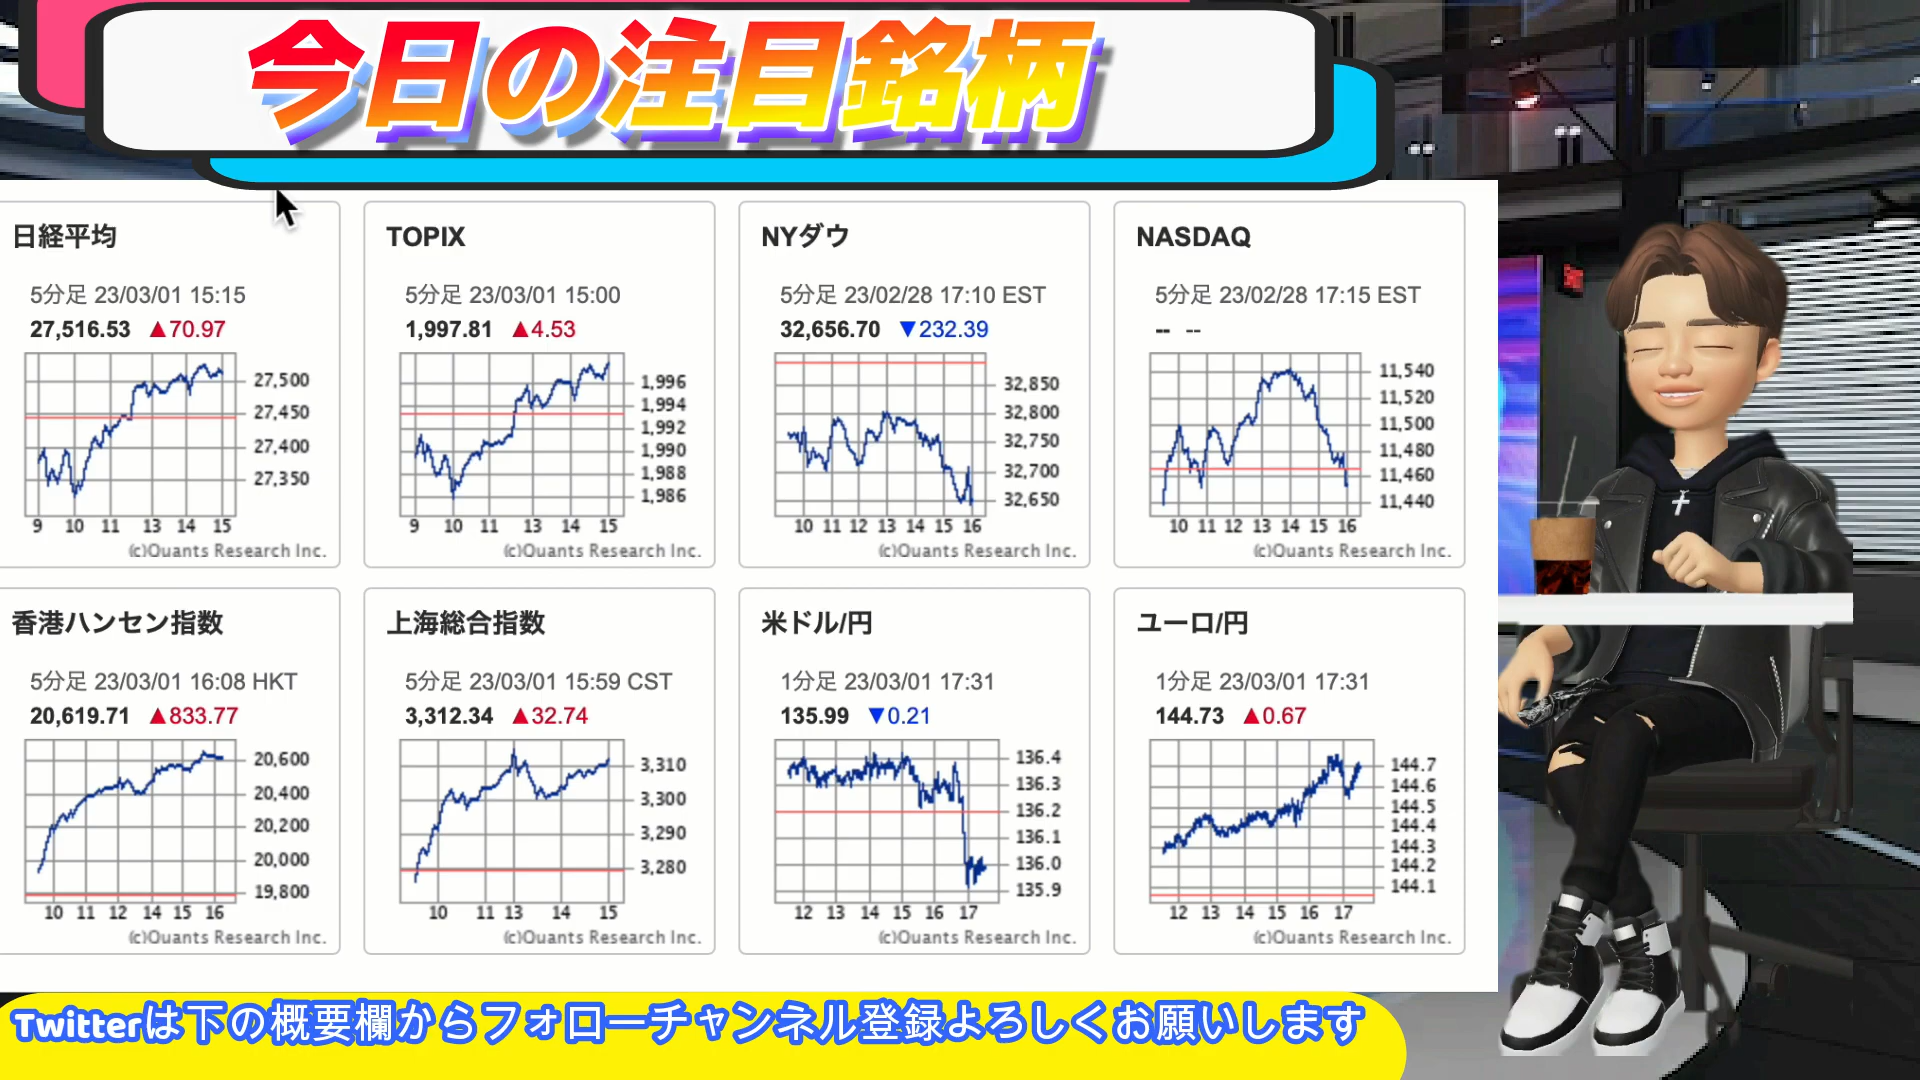 今日の注目銘柄
日経平均
5分足 23/03/01 15:15
27,516.53 ▲70.97
27,500
27,450
27,400
27,350
9 10 11 13 14 15
(c)Quants Research Inc.
TOPIX
5分足 23/03/01 15:00
1,997.81 ▲4.53
1,996
1,994
1,992
1,990
1,988
1,986
9 10 11 13 14 15
(c)Quants Research Inc.
NYダウ
5分足 23/02/28 17:10 EST
32,656.70 ▼232.39
32,850
32,800
32,750
32,700
32,650
10 11 12 13 14 15 16
(c)Quants Research Inc.
NASDAQ
5分足 23/02/28 17:15 EST
-- --
11,540
11,520
11,500
11,480
11,460
11,440
10 11 12 13 14 15 16
(c)Quants Research Inc.
香港ハンセン指数
5分足 23/03/01 16:08 HKT
20,619.71 ▲833.77
20,600
20,400
20,200
20,000
19,800
10 11 12 14 15 16
(c)Quants Research Inc.
上海総合指数
5分足 23/03/01 15:59 CST
3,312.34 ▲32.74
3,310
3,300
3,290
3,280
10 11 13 14 15
(c)Quants Research Inc.
米ドル/円
1分足 23/03/01 17:31
135.99 ▼0.21
136.4
136.3
136.2
136.1
136.0
135.9
12 13 14 15 16 17
(c)Quants Research Inc.
ユーロ/円
1分足 23/03/01 17:31
144.73 ▲0.67
144.7
144.6
144.5
144.4
144.3
144.2
144.1
12 13 14 15 16 17
(c)Quants Research Inc.
Twitterは下の概要欄からフォローチャンネル登録よろしくお願いします